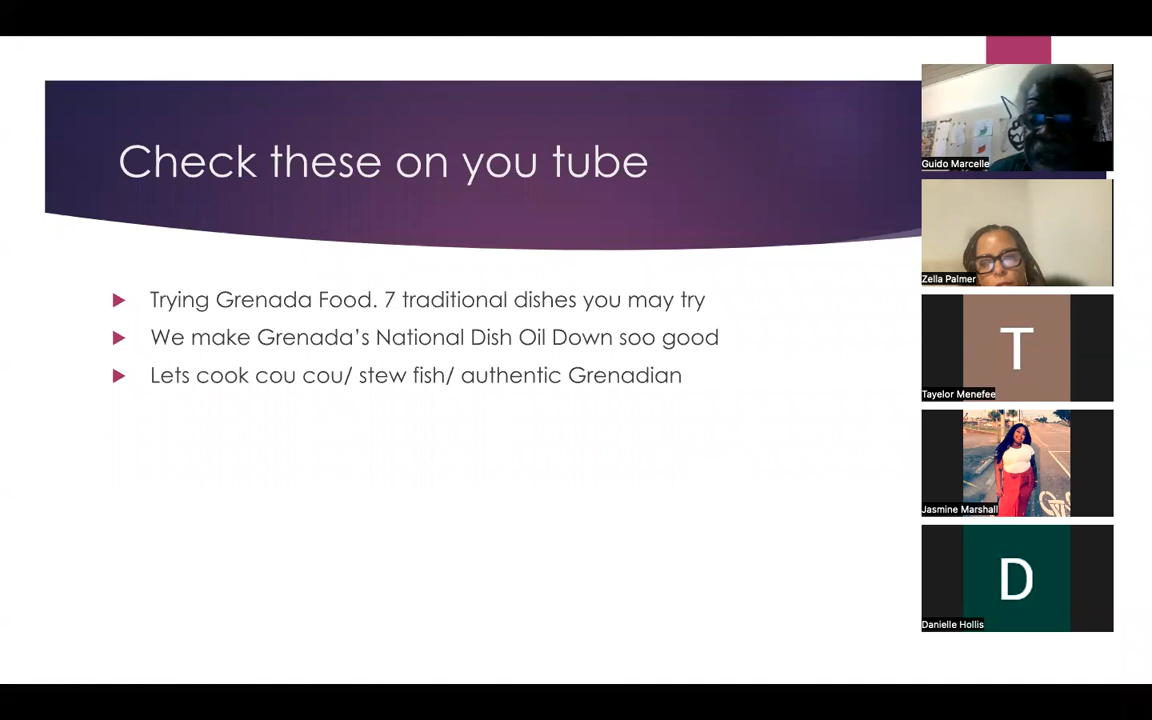 Check these on you tube
Trying Grenada Food. 7 traditional dishes you may try
We make Grenada's National Dish Oil Down soo good
Lets cook cou cou/ stew fish/ authentic Grenadian
Guido Marcelle
Zella Palmer
T
Tayelor Menefee
Jasmine Marshall
D
Danielle Hollis